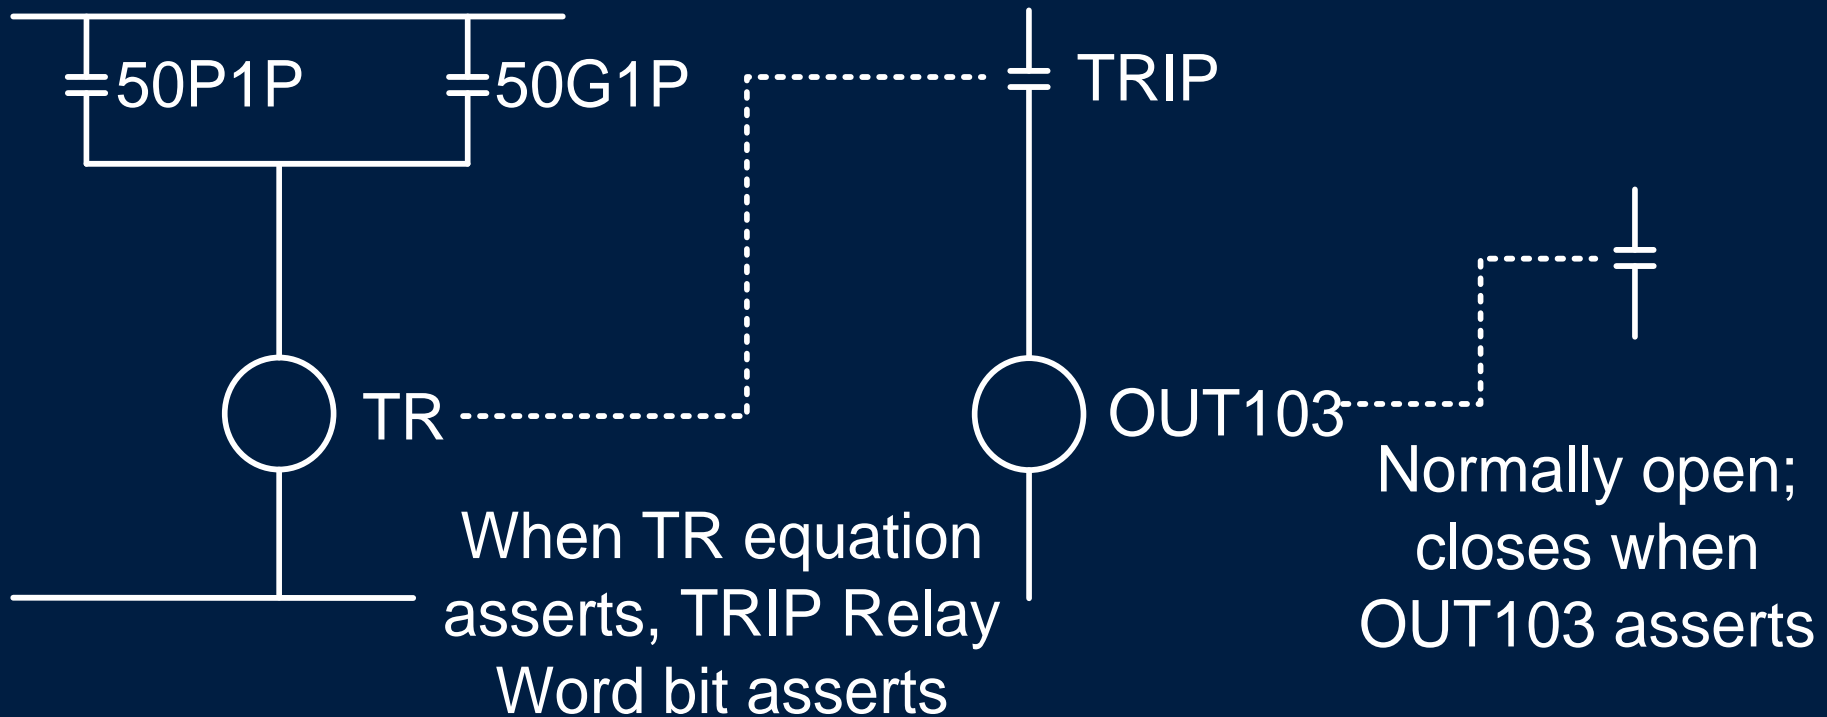 50P1P
50G1P
TRIP
TR
OUT103
When TR equation
asserts, TRIP Relay
Word bit asserts
Normally open;
closes when
OUT103 asserts